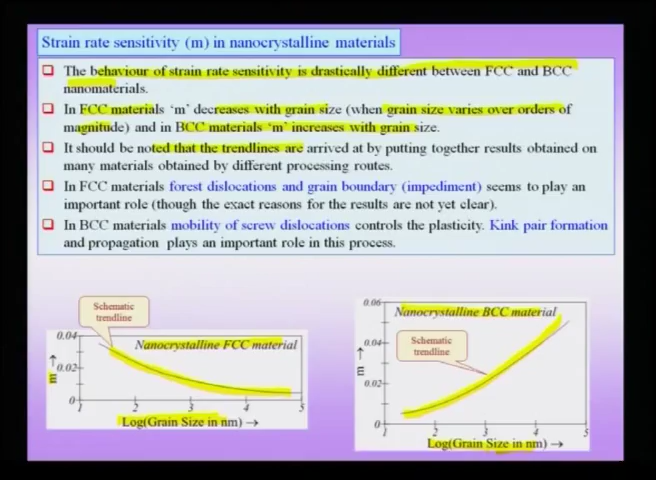 Strain rate sensitivity (m) in nanocrystalline materials
The behaviour of strain rate sensitivity is drastically different between FCC and BCC
nanomaterials.
In FCC materials ‘m’ decreases with grain size (when grain size varies over orders of
magnitude) and in BCC materials ‘m’ increases with grain size.
It should be noted that the trendlines are arrived at by putting together results obtained on
many materials obtained by different processing routes.
In FCC materials forest dislocations and grain boundary (impediment) seems to play an
important role (though the exact reasons for the results are not yet clear).
In BCC materials mobility of screw dislocations controls the plasticity. Kink pair formation
and propagation plays an important role in this process.
Schematic
trendline
0.04
Nanocrystalline FCC material
m →
0.02
0
1 2 3 4 5
Log(Grain Size in nm) →
0.06
Nanocrystalline BCC material
Schematic
trendline
0.04
m →
0.02
0
1 2 3 4 5
Log(Grain Size in nm) →